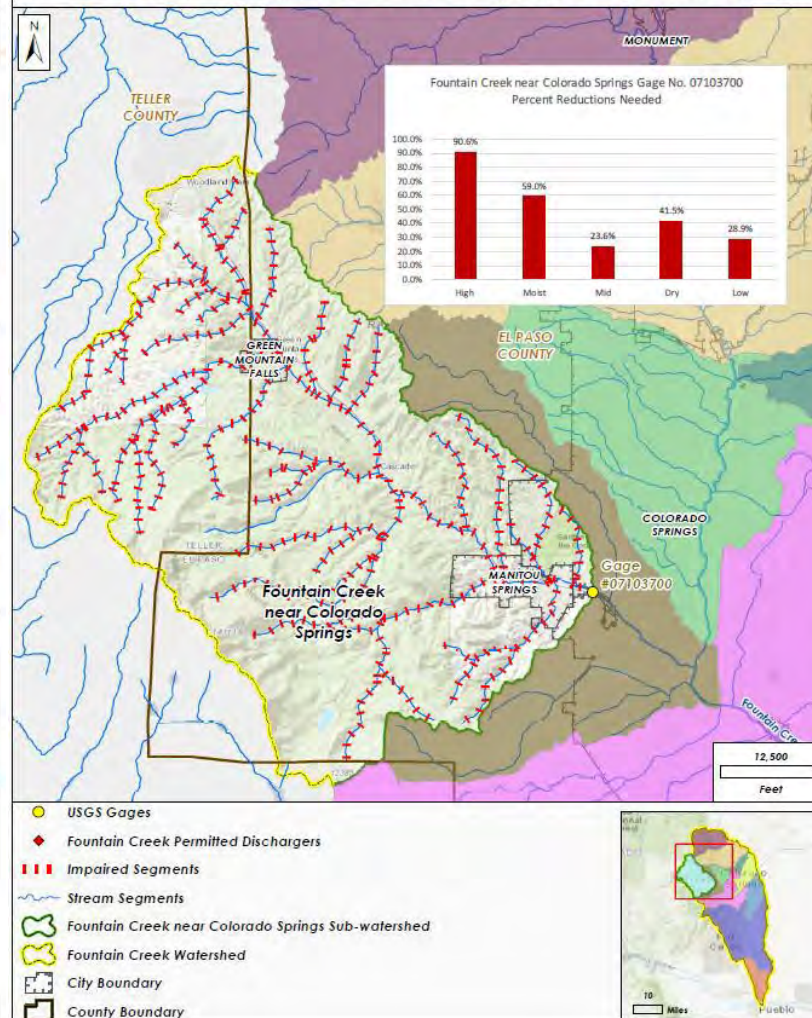 N
MONUMENT
TELLER
COUNTY
Fountain Creek near Colorado Springs Gage No. 07103700
Percent Reductions Needed
100.0%
90.0%
80.0%
70.0%
60.0%
50.0%
40.0%
30.0%
20.0%
10.0%
0.0%
90.6%
59.0%
23.6%
41.5%
28.9%
High
Moist
Mid
Dry
Low
Woodland
EL PASO
COUNTY
GREEN
MOUNTAIN
FALLS
Cascade
COLORADO
SPRINGS
TELLER
EL PASO
Gage
#07103700
MANITOU
SPRINGS
Fountain Creek
near Colorado
Springs
Fountain Cre
12,500
Feet
USGS Gages
Fountain Creek Permitted Dischargers
Impaired Segments
Stream Segments
Fountain Creek near Colorado Springs Sub-watershed
Fountain Creek Watershed
City Boundary
County Boundary
10
Miles
Pueblo